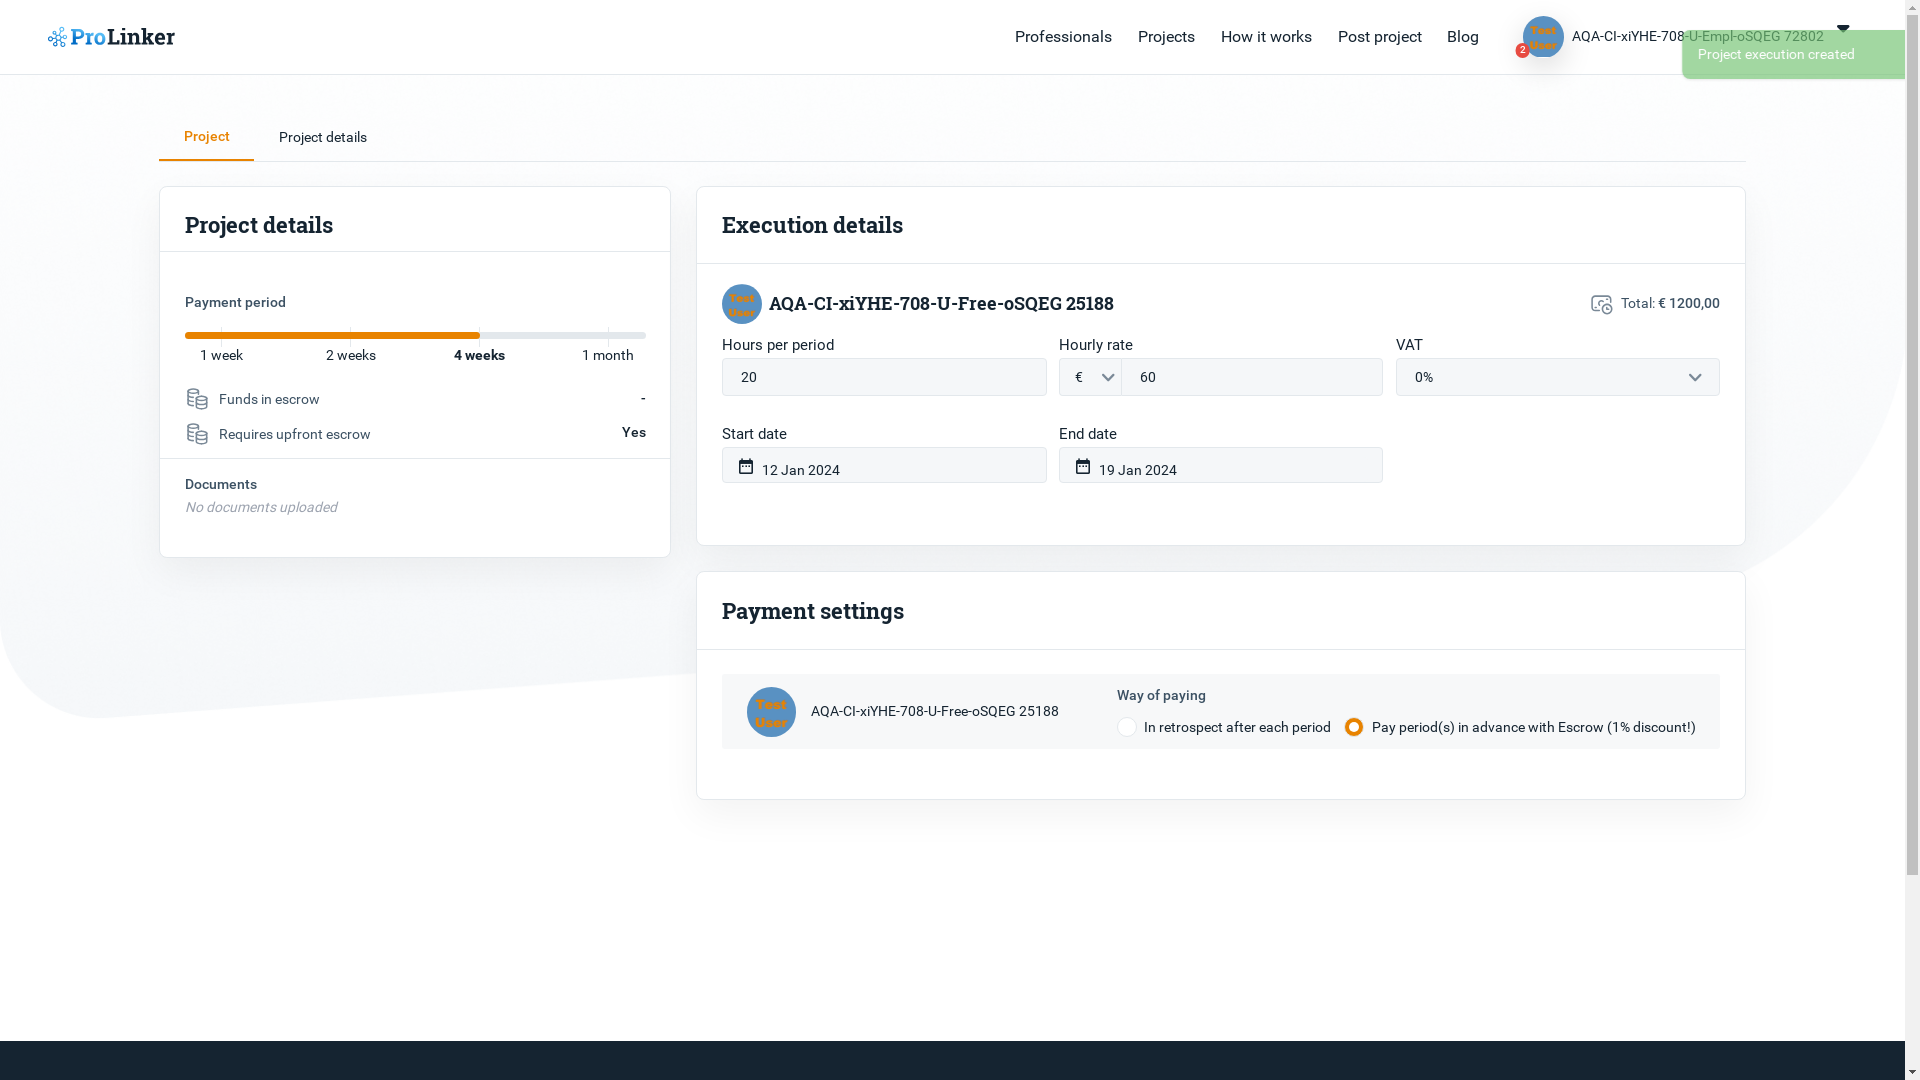 ProLinker
Professionals
Projects
How it works
Post project
Blog
Test
User
2
AQA-CI-xiYHE-708-U-Empl-oSQEG 72802
Project execution created
Project
Project details
Project details
Payment period
1 week
2 weeks
4 weeks
1 month
Funds in escrow
-
Requires upfront escrow
Yes
Documents
No documents uploaded
Execution details
Test
User
AQA-CI-xiYHE-708-U-Free-oSQEG 25188
Total: € 1200,00
Hours per period
Hourly rate
VAT
20
€
60
0%
Start date
End date
12 Jan 2024
19 Jan 2024
Payment settings
Test
User
AQA-CI-xiYHE-708-U-Free-oSQEG 25188
Way of paying
In retrospect after each period
Pay period(s) in advance with Escrow (1% discount!)